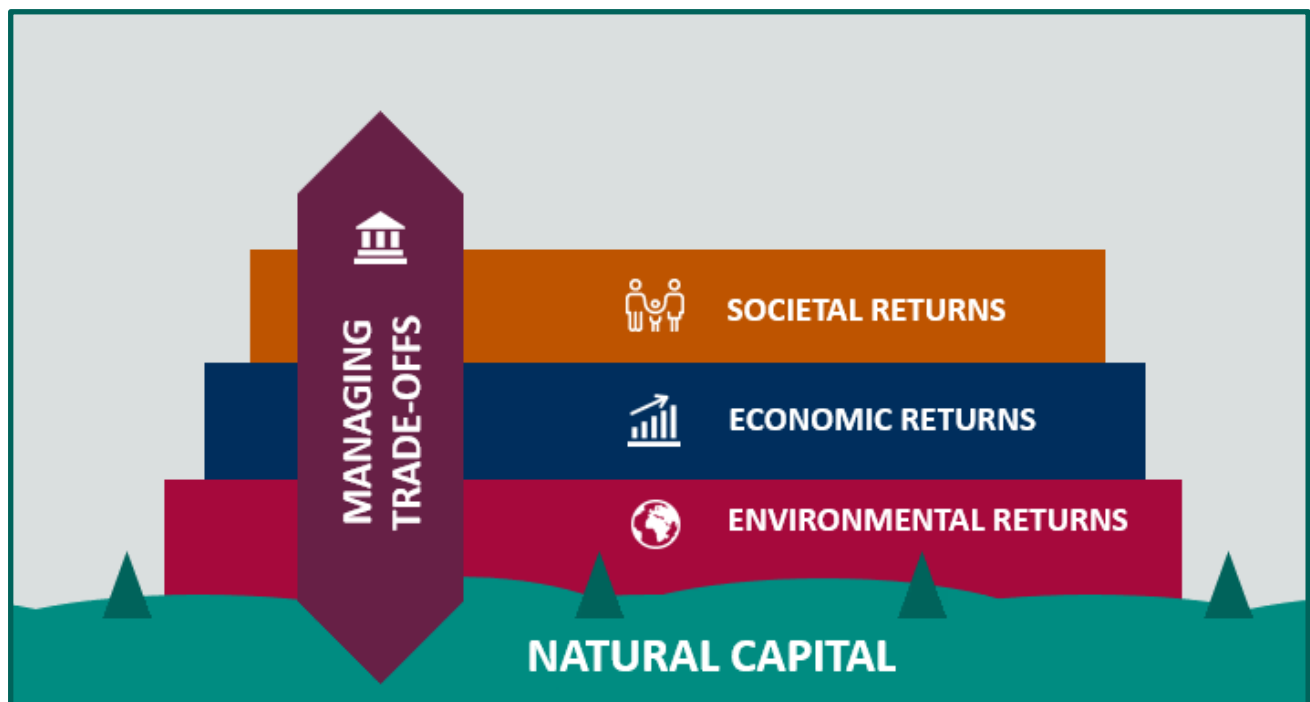 MANAGING
TRADE-OFFS
SOCIETAL RETURNS
ECONOMIC RETURNS
ENVIRONMENTAL RETURNS
NATURAL CAPITAL